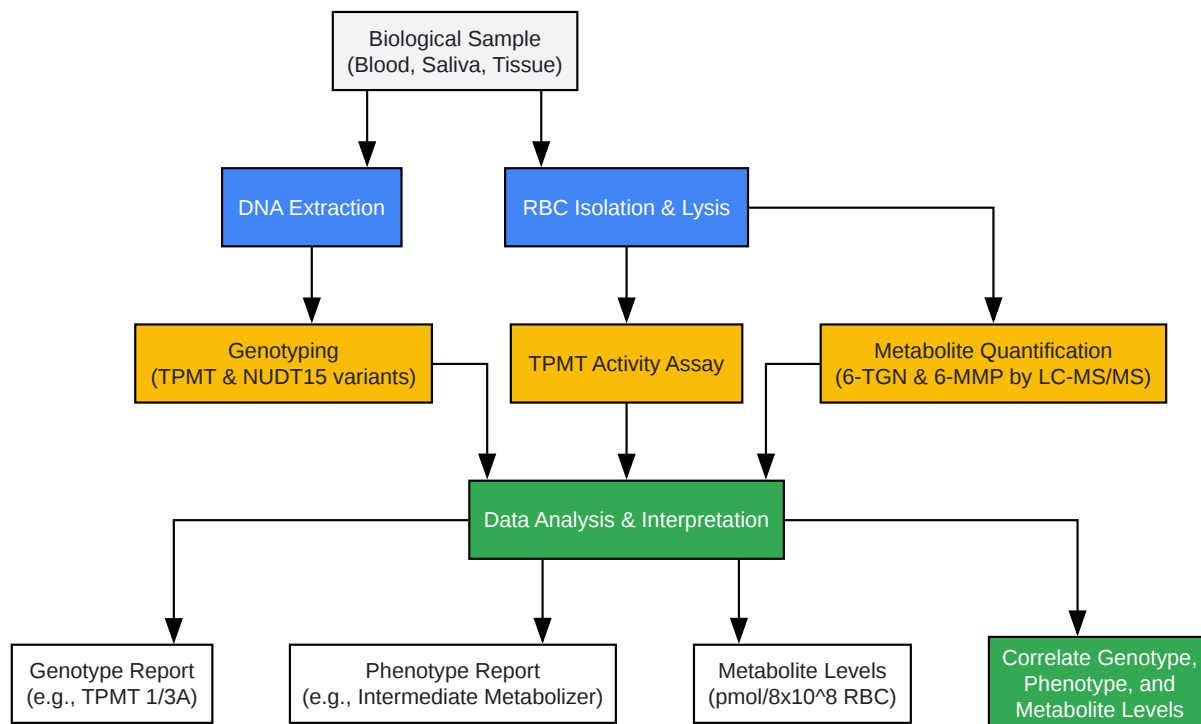 Biological Sample
(Blood, Saliva, Tissue)
DNA Extraction
RBC Isolation & Lysis
Genotyping
(TPMT & NUDT15 variants)
TPMT Activity Assay
Metabolite Quantification
(6-TGN & 6-MMP by LC-MS/MS)
Data Analysis & Interpretation
Genotype Report
(e.g., TPMT 1/3A)
Phenotype Report
(e.g., Intermediate Metabolizer)
Metabolite Levels
(pmol/8x10^8 RBC)
Correlate Genotype,
Phenotype, and
Metabolite Levels